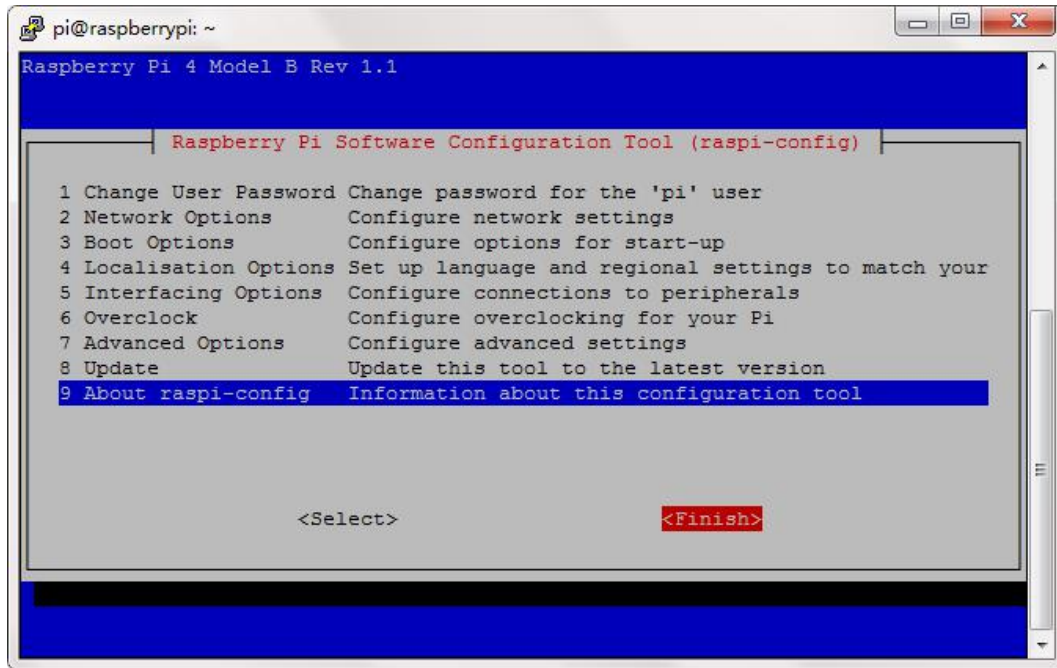 pi@raspberrypi: ~
Raspberry Pi 4 Model B Rev 1.1
Raspberry Pi Software Configuration Tool (raspi-config)
1 Change User Password Change password for the 'pi' user
2 Network Options Configure network settings
3 Boot Options Configure options for start-up
4 Localisation Options Set up language and regional settings to match your
5 Interfacing Options Configure connections to peripherals
6 Overclock Configure overclocking for your Pi
7 Advanced Options Configure advanced settings
8 Update Update this tool to the latest version
9 About raspi-config Information about this configuration tool
<Select> <Finish>